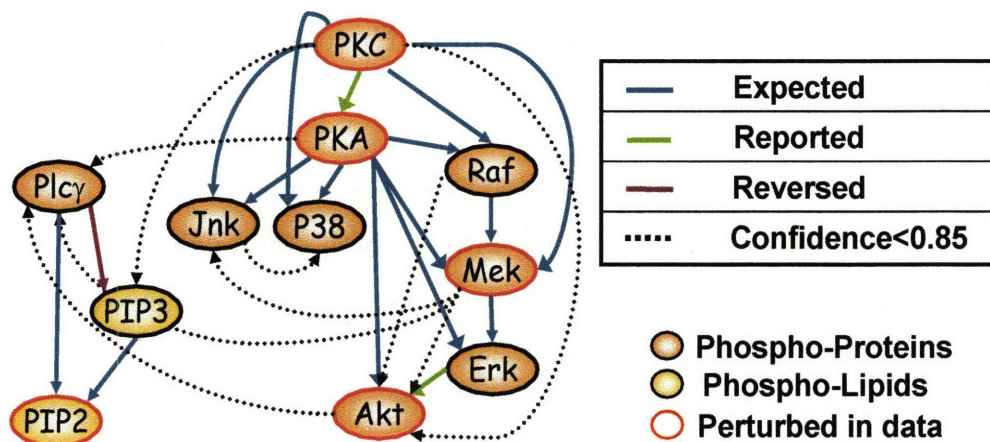 PKC
PKA
Raf
Plcγ
Jnk
P38
Mek
PIP3
Erk
PIP2
Akt
Expected
Reported
Reversed
Confidence<0.85
Phospho-Proteins
Phospho-Lipids
Perturbed in data